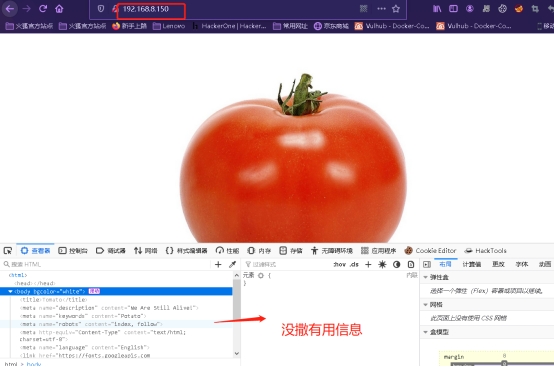 192.168.8.150
火狐官方站点 火狐官方站点 新手上路 Lenovo HackerOne | Hacker... 常用网址 京东商城 Vulhub - Docker-Co... Vulhub - Docker-Co... 移动
查看器 控制台 调试器 网络 样式编辑器 性能 内存 存储 无障碍环境 应用程序 Cookie Editor HackTools
搜索 HTML
过滤样式 :hov .cls
布局 计算值 更改 字体 动画
<html>
<head></head>
<body bgcolor="white">
<title>Tomato</title>
<meta name="description" content="We Are Still Alive!">
<meta name="keywords" content="Potato">
<meta name="robots" content="index, follow">
<meta http-equiv="Content-Type" content="text/html;
charset=utf-8">
<meta name="language" content="English">
<link href="https://fonts.googleapis.com
html > body
元素 {
}
内联
没撒有用信息
弹性盒
选择一个弹性（Flex）容器或项目以继续。
网格
此页面上没有使用 CSS 网格
盒模型
margin
0